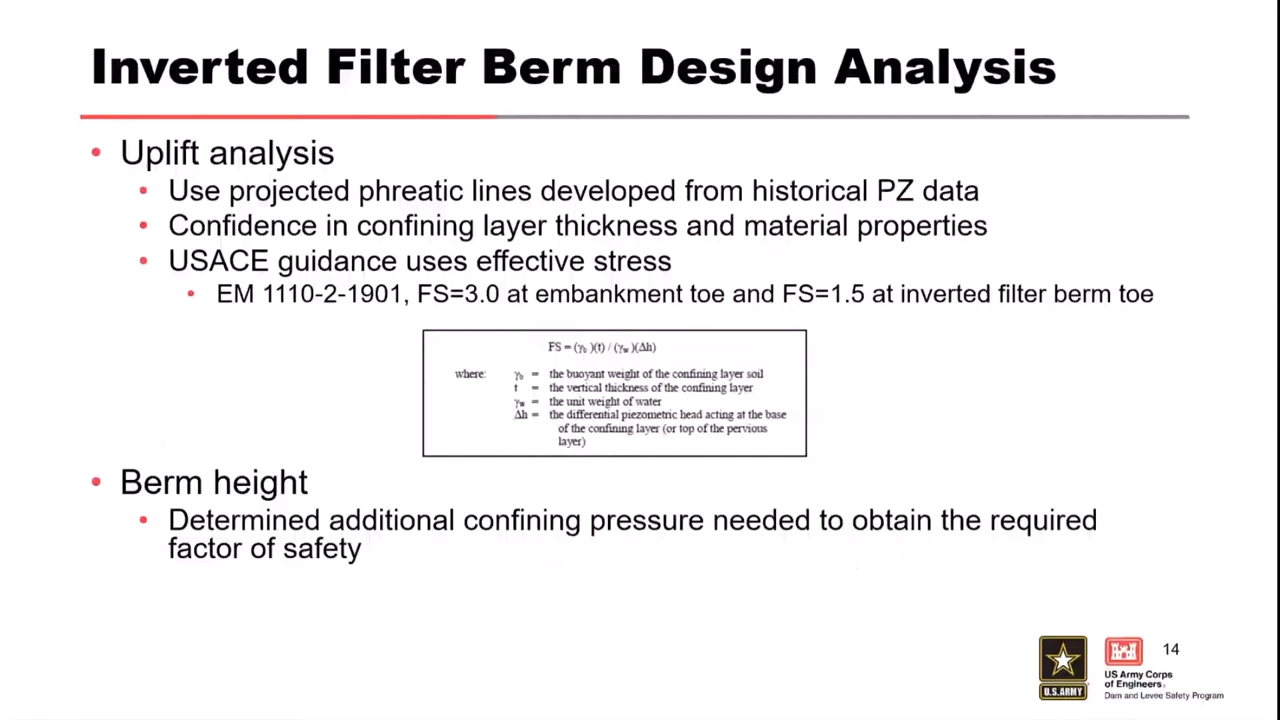 Inverted Filter Berm Design Analysis
• Uplift analysis
• Use projected phreatic lines developed from historical PZ data
• Confidence in confining layer thickness and material properties
• USACE guidance uses effective stress
• EM 1110-2-1901, FS=3.0 at embankment toe and FS=1.5 at inverted filter berm toe
FS = (γb )(t) / (γw )(Δh)
where: γb = the buoyant weight of the confining layer soil
t = the vertical thickness of the confining layer
γw = the unit weight of water
Δh = the differential piezometric head acting at the base
of the confining layer (or top of the pervious
layer)
• Berm height
• Determined additional confining pressure needed to obtain the required
factor of safety
U.S.ARMY
US Army Corps
of Engineers®
Dam and Levee Safety Program
14